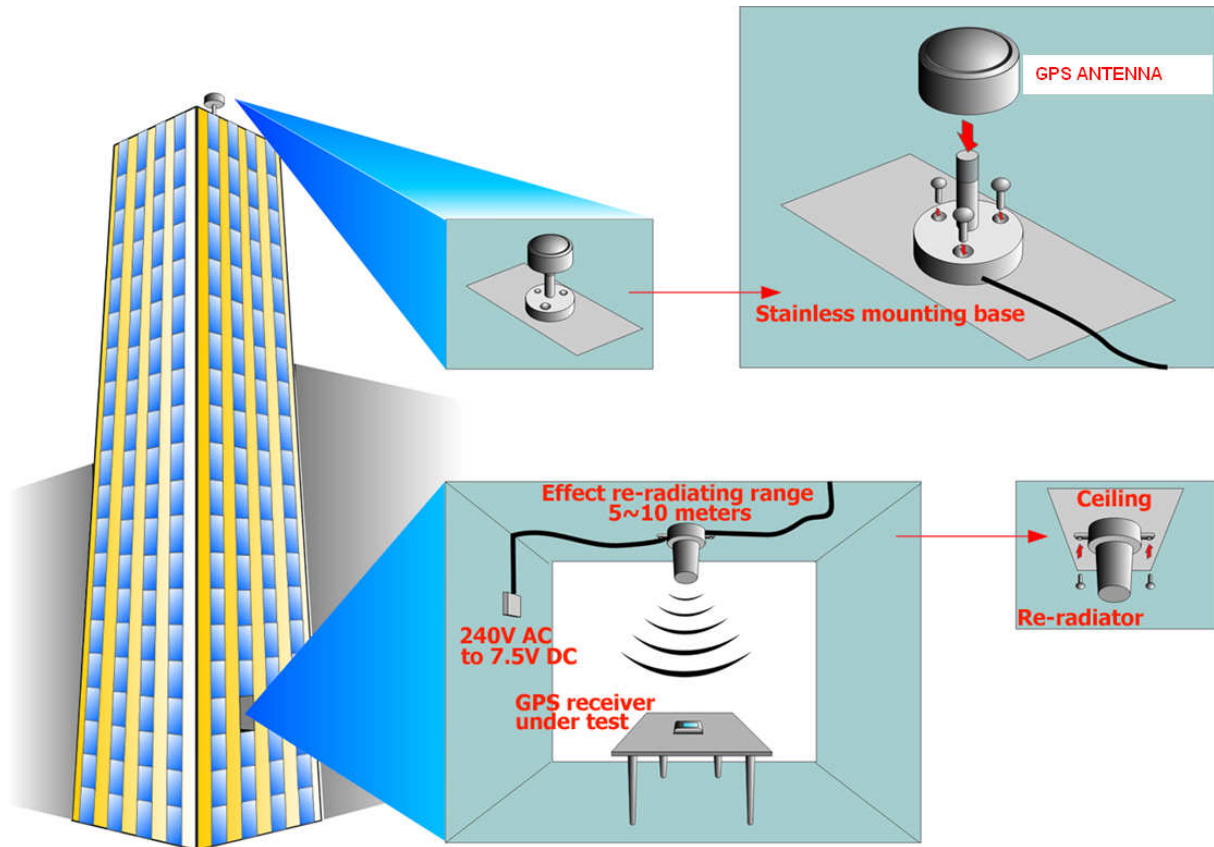 GPS ANTENNA
Stainless mounting base
Effect re-radiating range
5~10 meters
240V AC
to 7.5V DC
GPS receiver
under test
Ceiling
Re-radiator